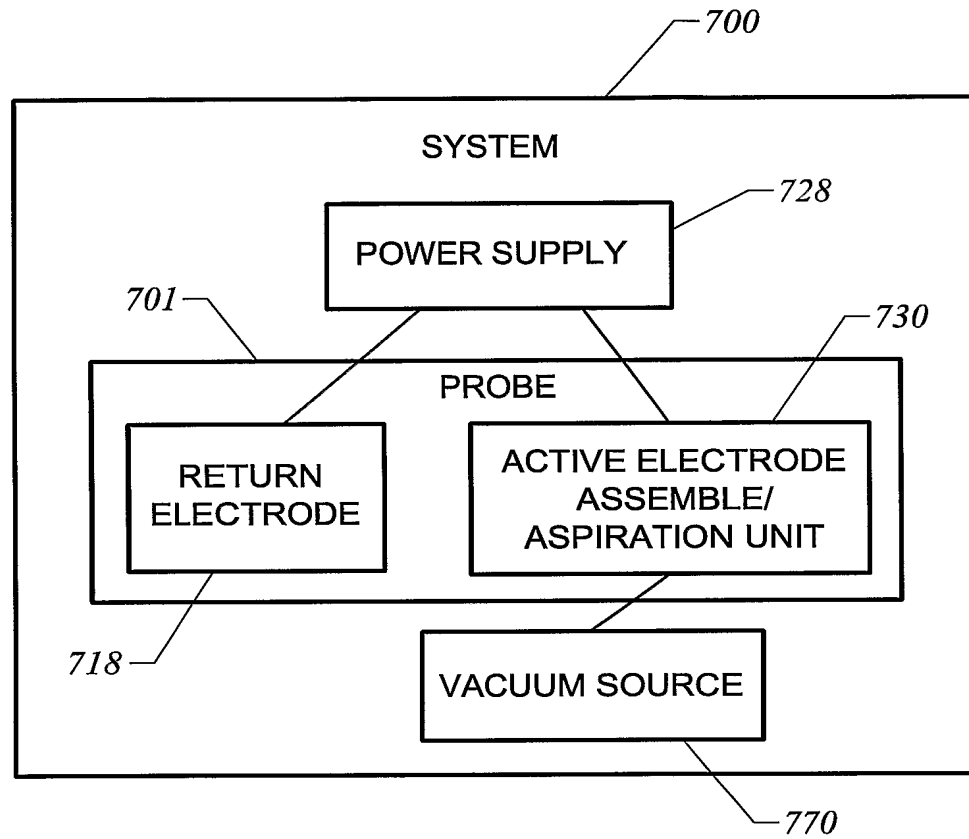 700
SYSTEM
728
POWER SUPPLY
701
730
PROBE
RETURN
ELECTRODE
ACTIVE ELECTRODE
ASSEMBLE/
ASPIRATION UNIT
718
VACUUM SOURCE
770